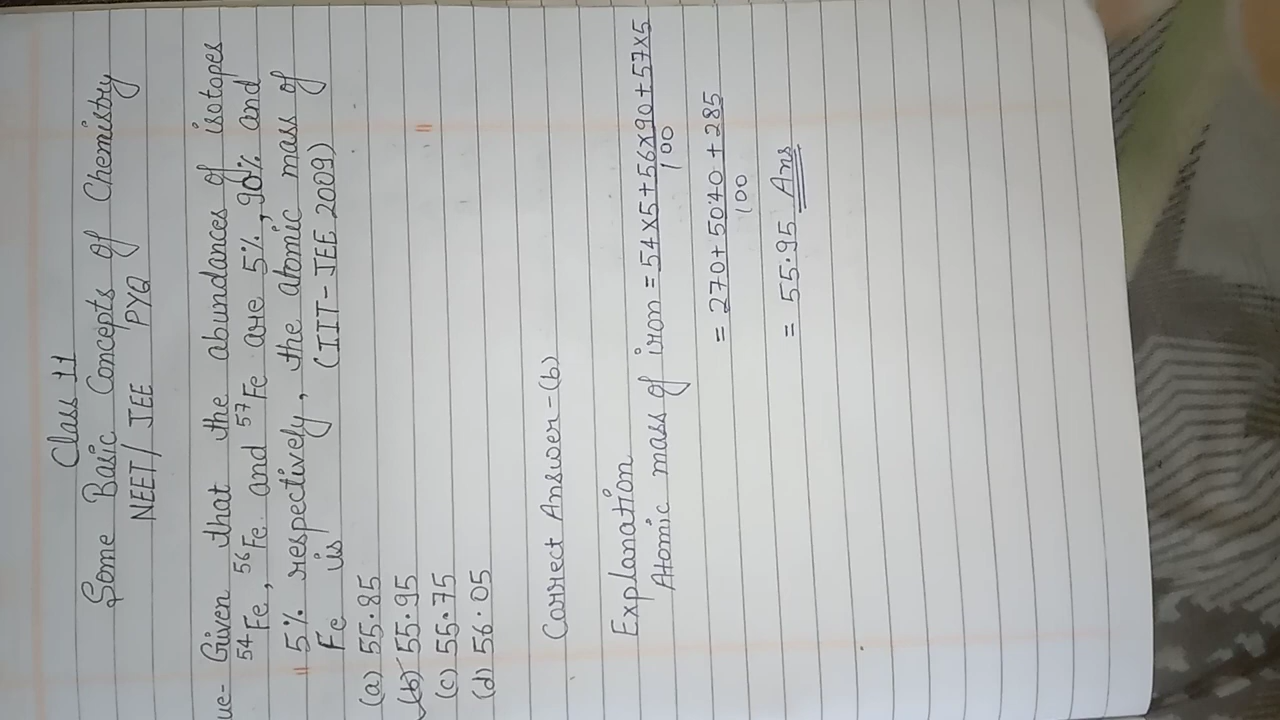 Class 11
Some Basic Concepts of Chemistry
NEET/ JEE PYQ
ue- Given that the abundances of isotopes
⁵⁴Fe, ⁵⁶Fe and ⁵⁷Fe are 5%, 90% and
" 5% respectively, the atomic mass of "
Fe is (IIT-JEE 2009)
(a) 55.85
(b) 55.95
(c) 55.75
(d) 56.05
Correct Answer-(b)
Explanation
Atomic mass of iron = 54×5+56×90+57×5
100
= 270+5040+285
100
= 55.95 Ans